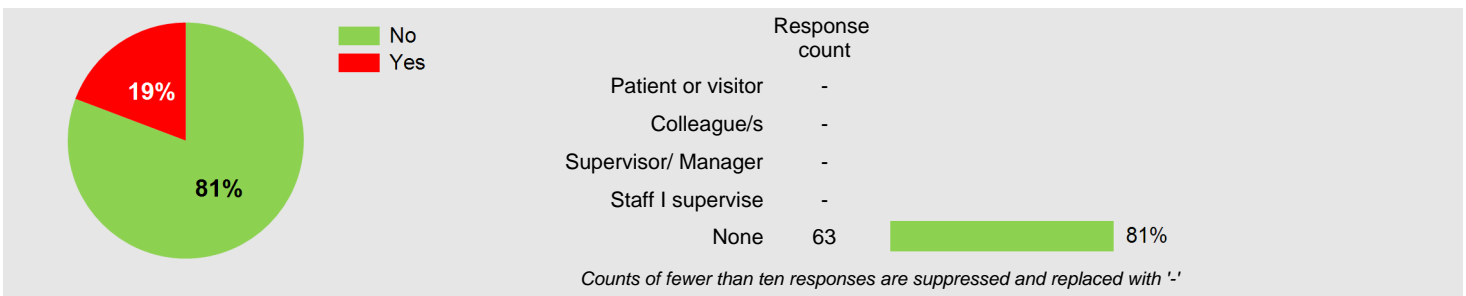 No
Yes
19%
81%
Response
count
Patient or visitor -
Colleague/s -
Supervisor/ Manager -
Staff I supervise -
None 63 81%
Counts of fewer than ten responses are suppressed and replaced with '-'